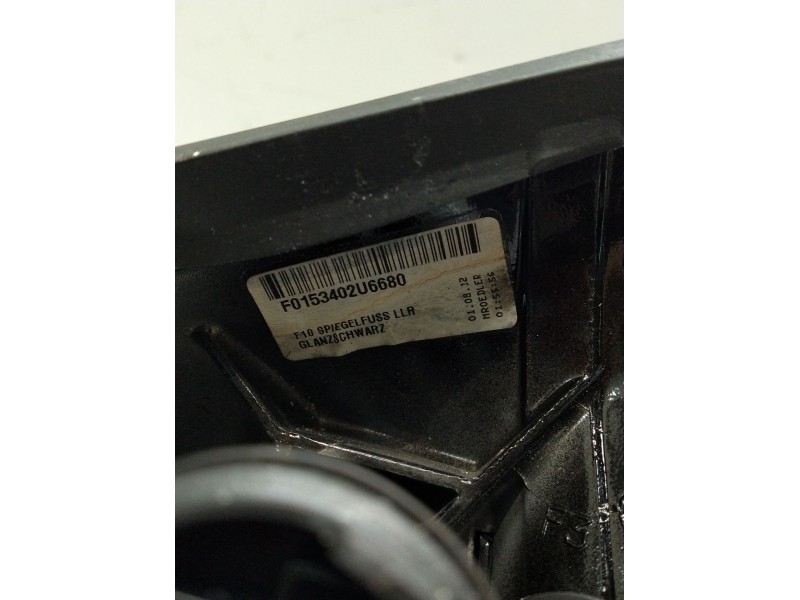 F0153402U6680
F10 SPIEGELFUSS LLR
GLANZSCHWARZ
01.08.12
MROEDLER
01:55:56